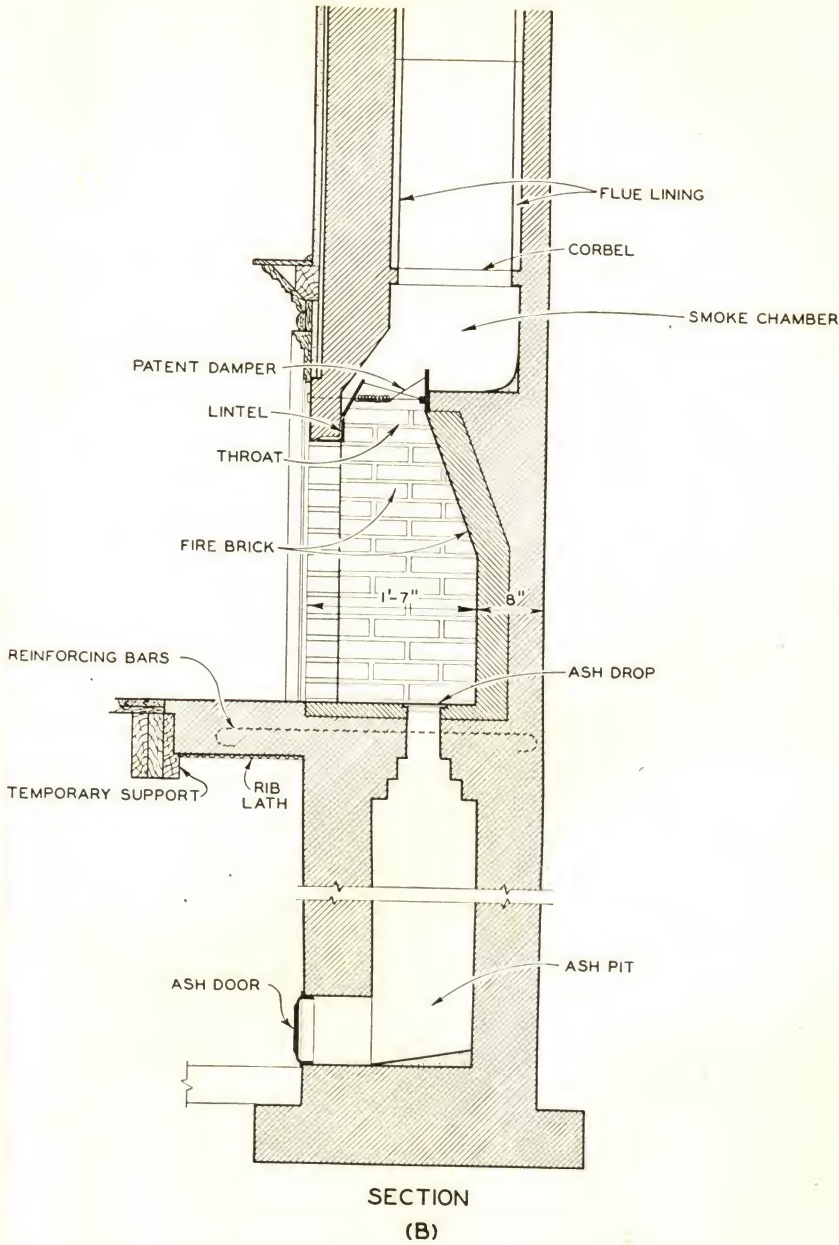 FLUE LINING
CORBEL
SMOKE CHAMBER
PATENT DAMPER
LINTEL
THROAT
FIRE BRICK
1'-7"
8"
REINFORCING BARS
ASH DROP
TEMPORARY SUPPORT
RIB
LATH
ASH PIT
ASH DOOR
SECTION
(B)